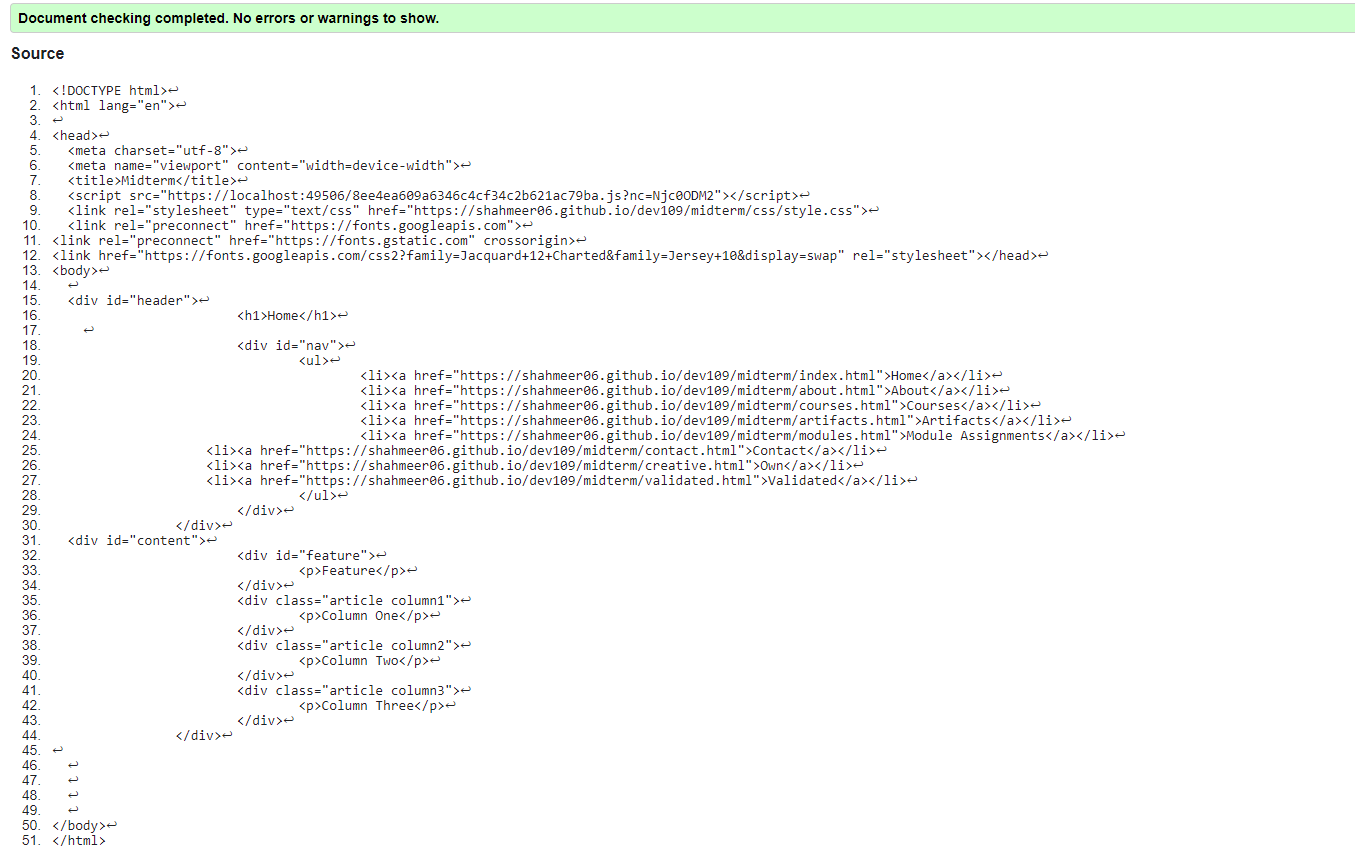 Document checking completed. No errors or warnings to show.
Source
1. <!DOCTYPE html>↩
2. <html lang="en">↩
3. ↩
4. <head>↩
5.   <meta charset="utf-8">↩
6.   <meta name="viewport" content="width=device-width">↩
7.   <title>Midterm</title>↩
8.   <script src="https://localhost:49506/8ee4ea609a6346c4cf34c2b621ac79ba.js?nc=Njc0ODM2"></script>↩
9.   <link rel="stylesheet" type="text/css" href="https://shahmeer06.github.io/dev109/midterm/css/style.css">↩
10.   <link rel="preconnect" href="https://fonts.googleapis.com">↩
11. <link rel="preconnect" href="https://fonts.gstatic.com" crossorigin>↩
12. <link href="https://fonts.googleapis.com/css2?family=Jacquard+12+Charted&family=Jersey+10&display=swap" rel="stylesheet"></head>↩
13. <body>↩
14.   ↩
15.   <div id="header">↩
16.                         <h1>Home</h1>↩
17.     ↩
18.                         <div id="nav">↩
19.                                 <ul>↩
20.                                         <li><a href="https://shahmeer06.github.io/dev109/midterm/index.html">Home</a></li>↩
21.                                         <li><a href="https://shahmeer06.github.io/dev109/midterm/about.html">About</a></li>↩
22.                                         <li><a href="https://shahmeer06.github.io/dev109/midterm/courses.html">Courses</a></li>↩
23.                                         <li><a href="https://shahmeer06.github.io/dev109/midterm/artifacts.html">Artifacts</a></li>↩
24.                                         <li><a href="https://shahmeer06.github.io/dev109/midterm/modules.html">Module Assignments</a></li>↩
25.                     <li><a href="https://shahmeer06.github.io/dev109/midterm/contact.html">Contact</a></li>↩
26.                     <li><a href="https://shahmeer06.github.io/dev109/midterm/creative.html">Own</a></li>↩
27.                     <li><a href="https://shahmeer06.github.io/dev109/midterm/validated.html">Validated</a></li>↩
28.                                 </ul>↩
29.                         </div>↩
30.                 </div>↩
31.   <div id="content">↩
32.                         <div id="feature">↩
33.                                 <p>Feature</p>↩
34.                         </div>↩
35.                         <div class="article column1">↩
36.                                 <p>Column One</p>↩
37.                         </div>↩
38.                         <div class="article column2">↩
39.                                 <p>Column Two</p>↩
40.                         </div>↩
41.                         <div class="article column3">↩
42.                                 <p>Column Three</p>↩
43.                         </div>↩
44.                 </div>↩
45. ↩
46.   ↩
47.   ↩
48.   ↩
49.   ↩
50. </body>↩
51. </html>